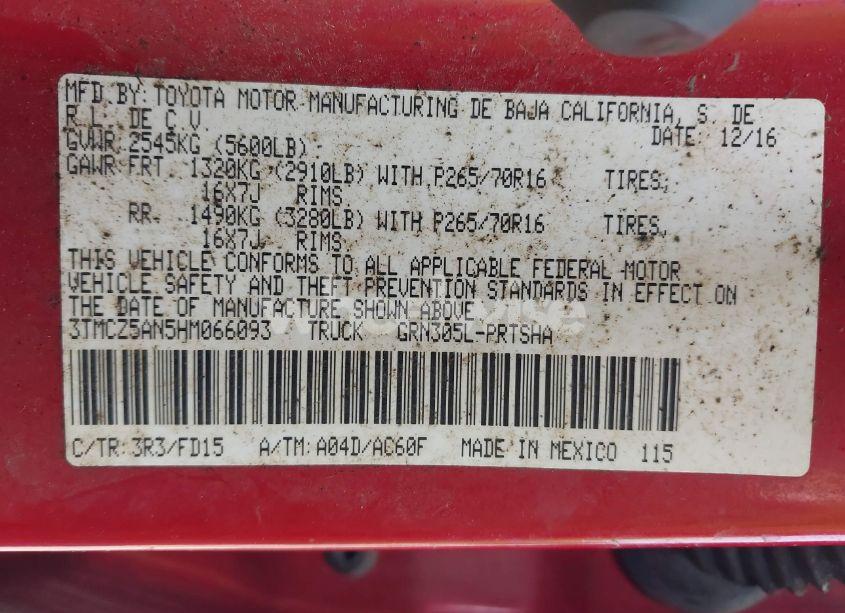 MFD. BY: TOYOTA MOTOR MANUFACTURING DE BAJA CALIFORNIA, S. DE
R.L. DE C.V. DATE: 12/16
GVWR 2545KG (5600LB)
GAWR FRT. 1320KG (2910LB) WITH P265/70R16 TIRES,
16X7J RIMS
RR. 1490KG (3280LB) WITH P265/70R16 TIRES,
16X7J RIMS
THIS VEHICLE CONFORMS TO ALL APPLICABLE FEDERAL MOTOR
VEHICLE SAFETY AND THEFT PREVENTION STANDARDS IN EFFECT ON
THE DATE OF MANUFACTURE SHOWN ABOVE.
3TMCZ5AN5HM066093 TRUCK GRN305L-PRTSHA
C/TR: 3R3/FD15 A/TM: A04D/AC60F MADE IN MEXICO 115